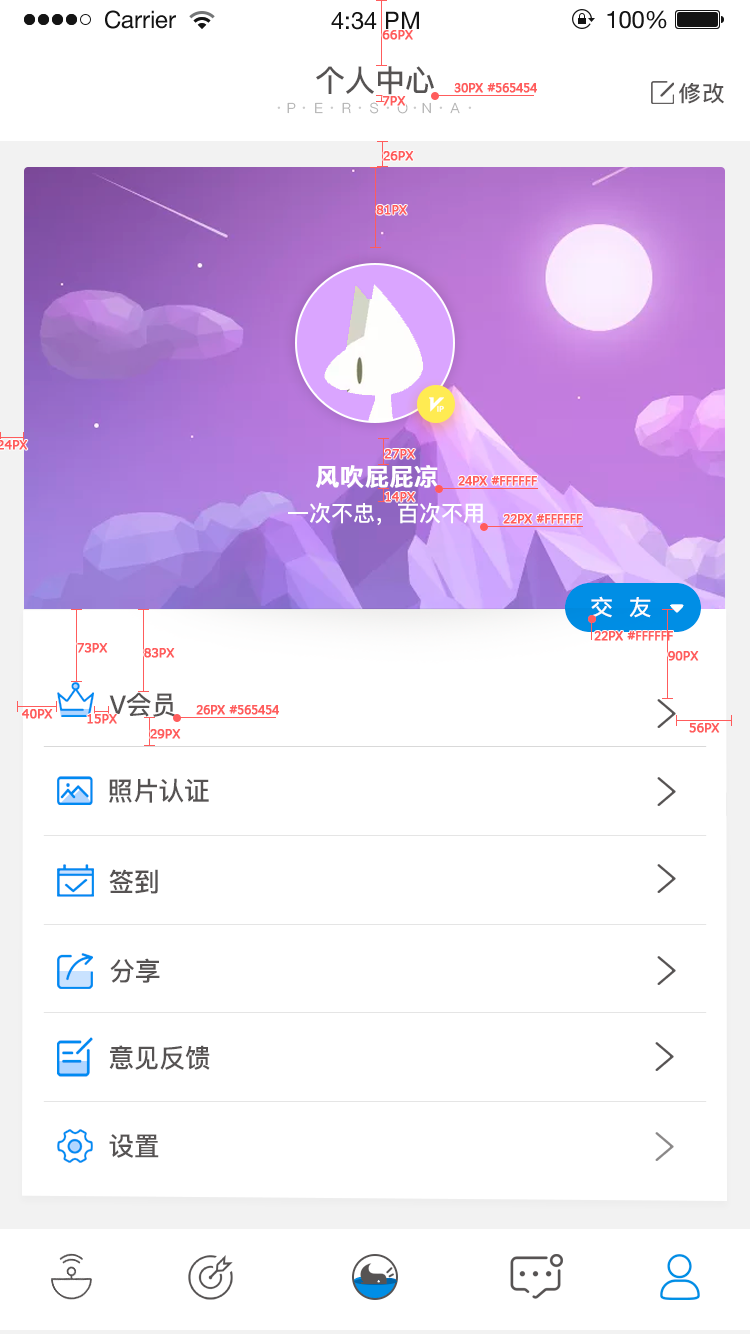 Carrier 4:34 PM 100%
66PX
个人中心
30PX #565454
7PX
·P·E·R·S·O·N·A·
修改
26PX
81PX
V
24PX
27PX
风吹屁屁凉
24PX #FFFFFF
14PX
一次不忠，百次不用
22PX #FFFFFF
交 友
22PX #FFFFFF
73PX
83PX
90PX
V会员
40PX
15PX
26PX #565454
56PX
29PX
照片认证
签到
分享
意见反馈
设置